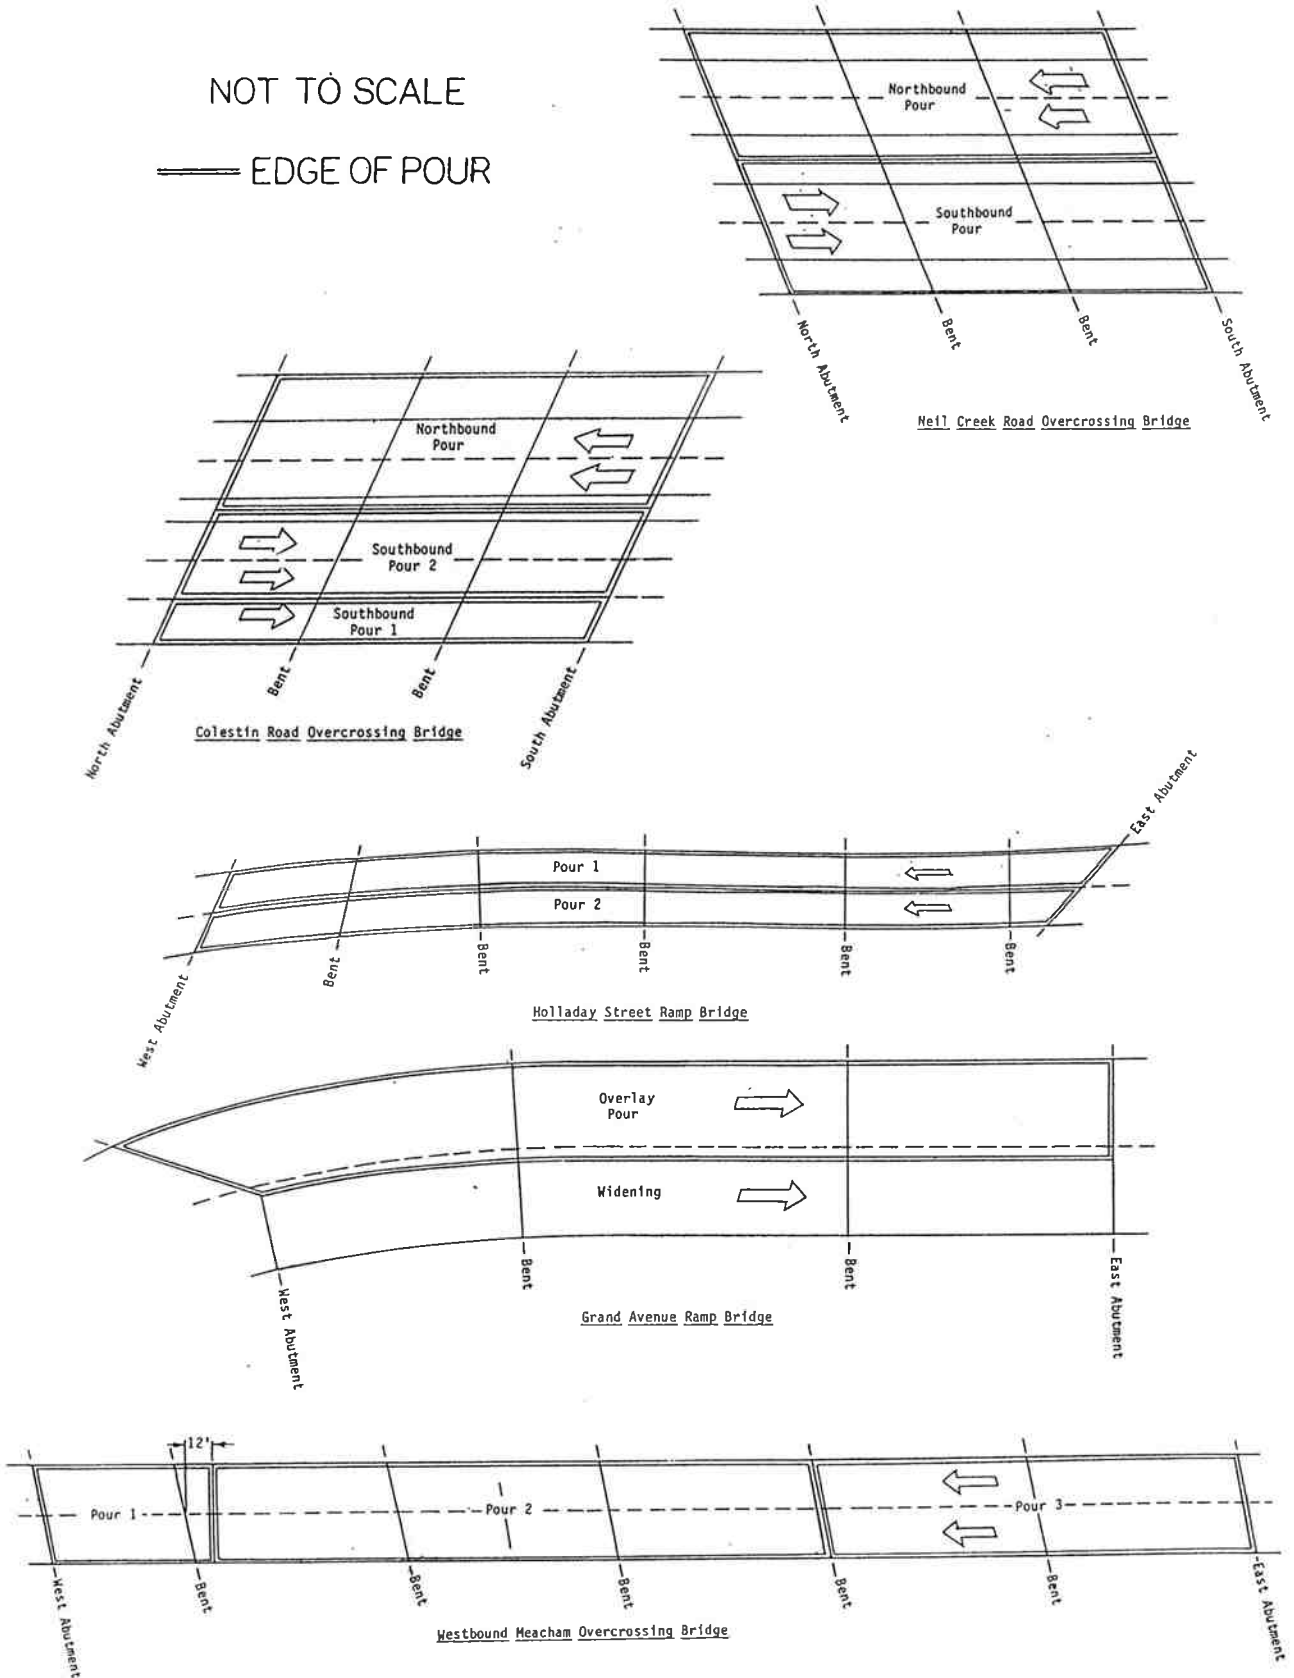 NOT TO SCALE
EDGE OF POUR
Northbound
Pour
Southbound
Pour
North Abutment
Bent
Bent
South Abutment
Neil Creek Road Overcrossing Bridge
Northbound
Pour
Southbound
Pour 2
Southbound
Pour 1
North Abutment
Bent
Bent
South Abutment
Colestin Road Overcrossing Bridge
East Abutment
Pour 1
Pour 2
West Abutment
Bent
Bent
Bent
Bent
Bent
Holladay Street Ramp Bridge
Overlay
Pour
Widening
West Abutment
Bent
Bent
East Abutment
Grand Avenue Ramp Bridge
12'
Pour 1
Pour 2
Pour 3
West Abutment
Bent
Bent
Bent
Bent
Bent
East Abutment
Westbound Meacham Overcrossing Bridge